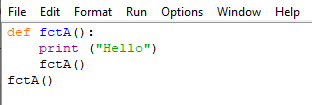 File Edit Format Run Options Window Help
def fctA():
    print ("Hello")
    fctA()
fctA()